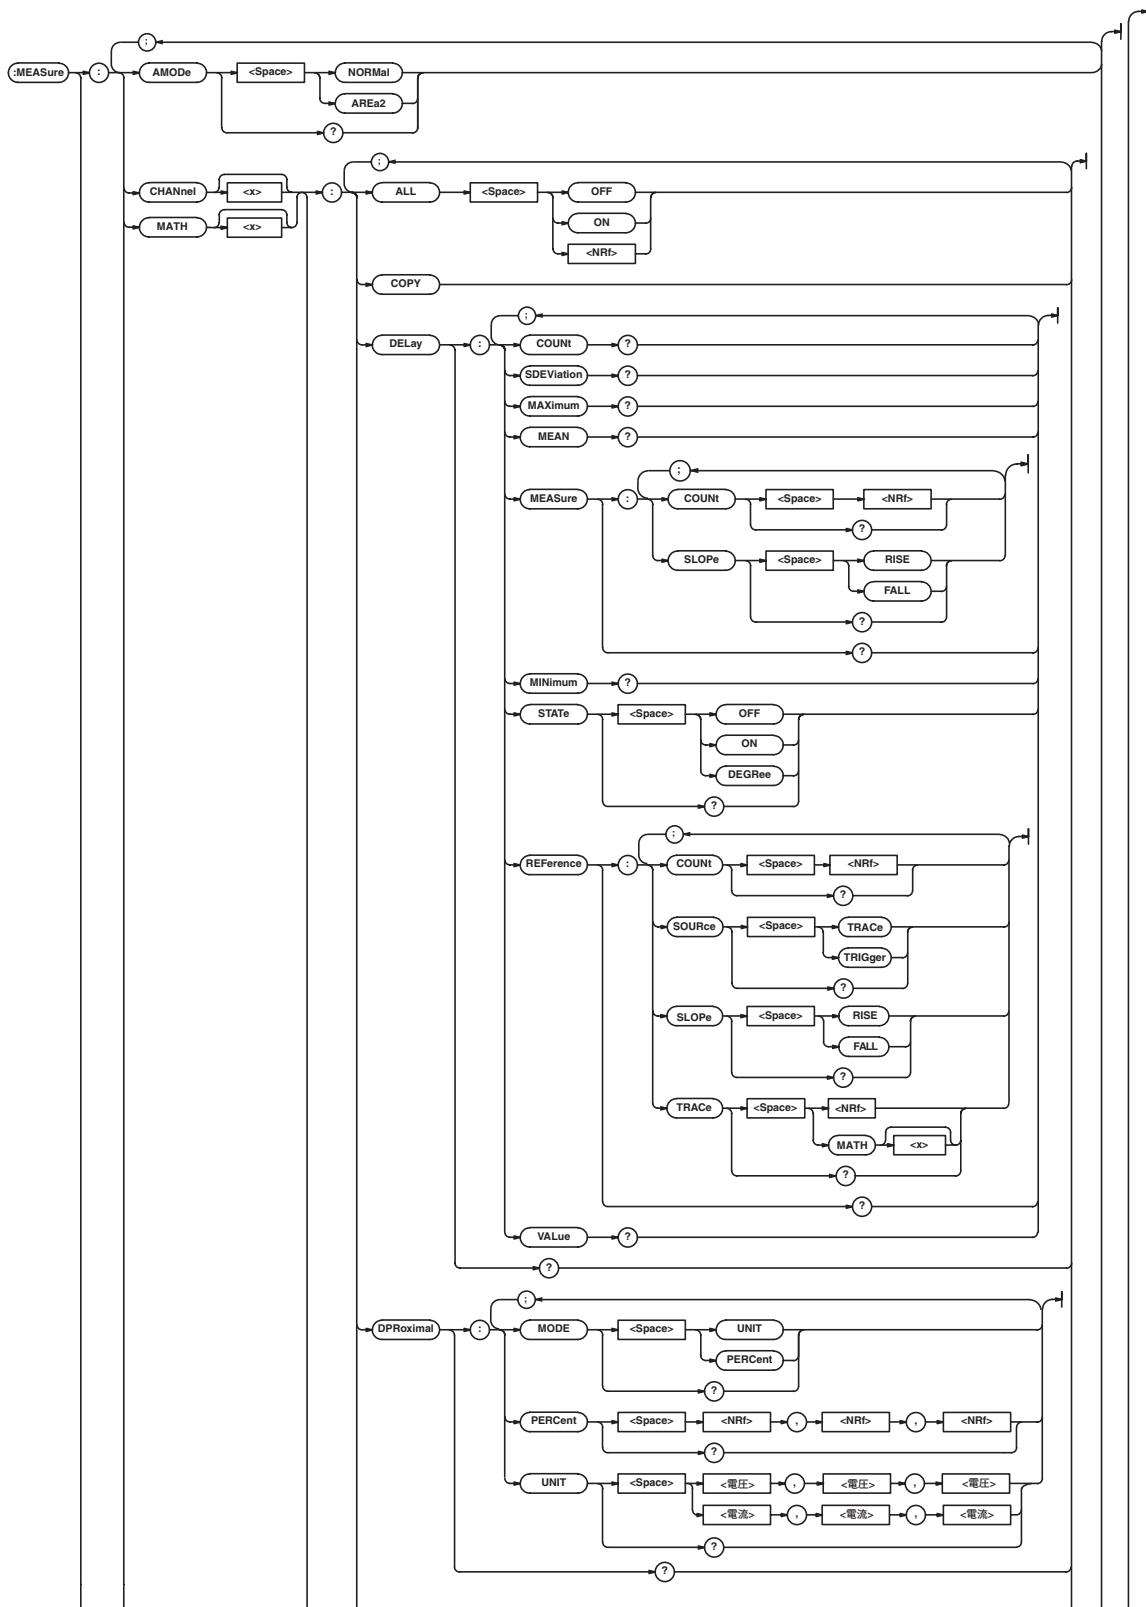 ;
:MEASure : AMODe <Space> NORMal
AREa2
?
;
CHANnel <x> : ALL <Space> OFF
MATH <x> ON
<NRf>
COPY
;
DELay : COUNt ?
SDEViation ?
MAXimum ?
MEAN ?
;
MEASure : COUNt <Space> <NRf>
?
SLOPe <Space> RISE
FALL
?
?
MINimum ?
STATe <Space> OFF
ON
DEGRee
?
;
REFerence : COUNt <Space> <NRf>
?
SOURce <Space> TRACe
TRIGger
?
SLOPe <Space> RISE
FALL
?
TRACe <Space> <NRf>
MATH <x>
?
?
VALue ?
?
;
DPRoximal : MODE <Space> UNIT
PERCent
?
PERCent <Space> <NRf> , <NRf> , <NRf>
?
UNIT <Space> <電圧> , <電圧> , <電圧>
<電流> , <電流> , <電流>
?
?